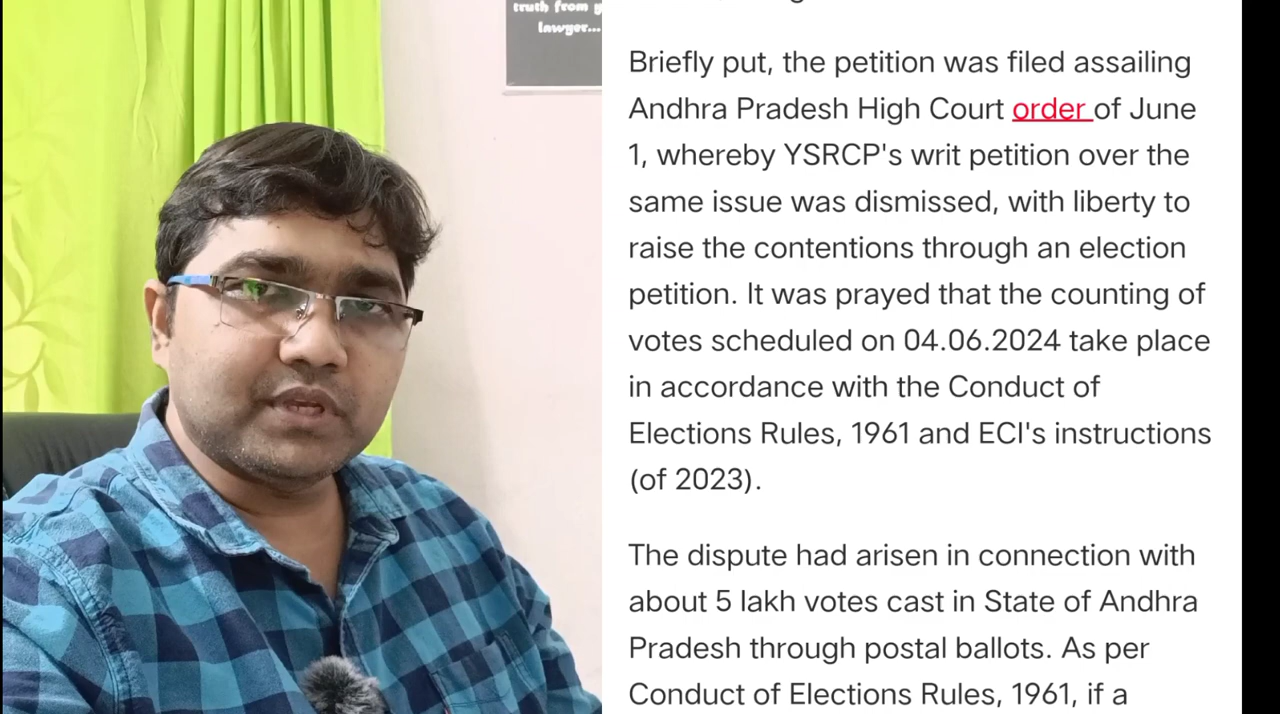 truth from y
lawyer...
Briefly put, the petition was filed assailing
Andhra Pradesh High Court order of June
1, whereby YSRCP's writ petition over the
same issue was dismissed, with liberty to
raise the contentions through an election
petition. It was prayed that the counting of
votes scheduled on 04.06.2024 take place
in accordance with the Conduct of
Elections Rules, 1961 and ECI's instructions
(of 2023).
The dispute had arisen in connection with
about 5 lakh votes cast in State of Andhra
Pradesh through postal ballots. As per
Conduct of Elections Rules, 1961, if a